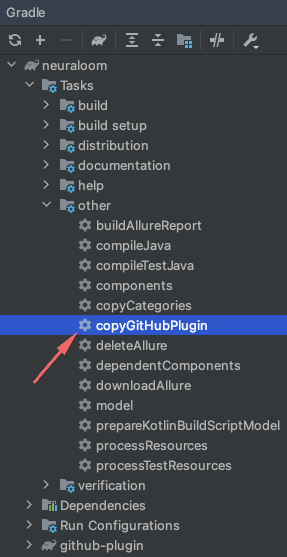 Gradle
neuraloom
Tasks
build
build setup
distribution
documentation
help
other
buildAllureReport
compileJava
compileTestJava
components
copyCategories
copyGitHubPlugin
deleteAllure
dependentComponents
downloadAllure
model
prepareKotlinBuildScriptModel
processResources
processTestResources
verification
Dependencies
Run Configurations
github-plugin